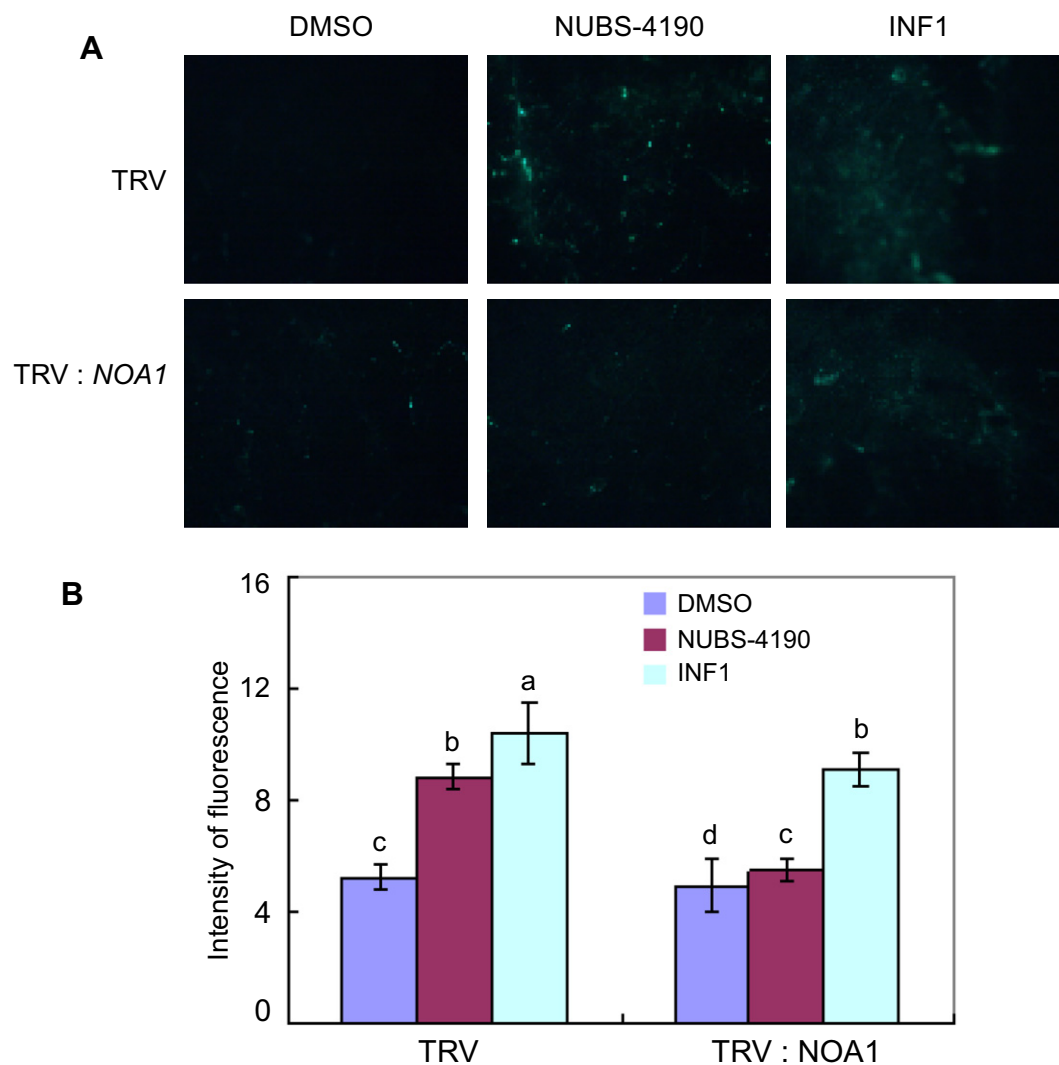 A
DMSO NUBS-4190 INF1
TRV
TRV : NOA1
B
Intensity of fluorescence
16
12
8
4
0
DMSO
NUBS-4190
INF1
c b a
d c b
TRV TRV : NOA1